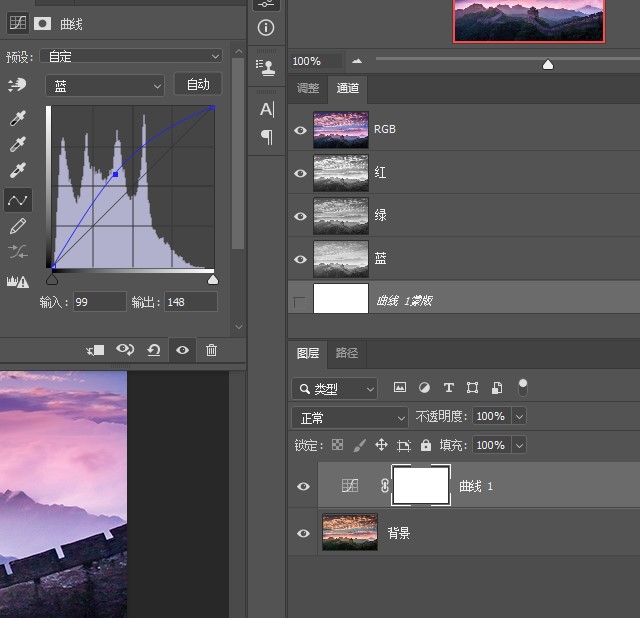 曲线
预设: 自定
蓝 自动
输入: 99 输出: 148
A
100%
调整 通道
RGB
红
绿
蓝
曲线 1蒙版
图层 路径
类型 T
正常 不透明度: 100%
锁定: 填充: 100%
曲线 1
背景